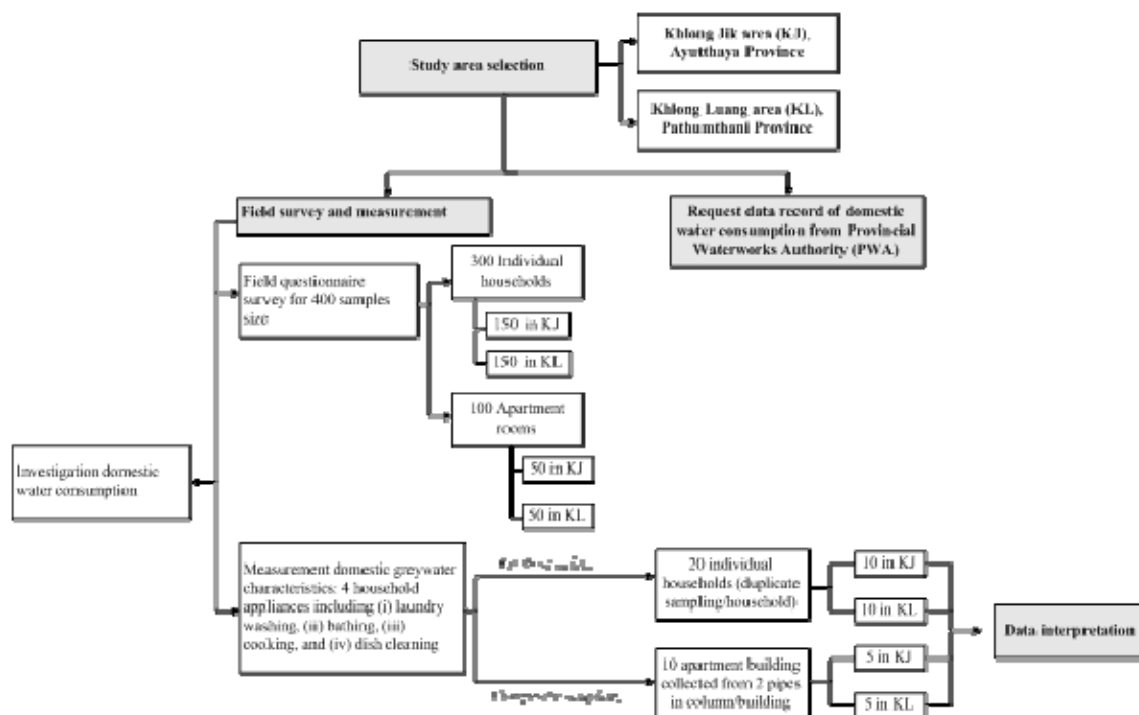 Study area selection
Khlong Jik area (KJ),
Ayutthaya Province
Khlong Luang area (KL),
Pathumthani Province
Field survey and measurement
Request data record of domestic
water consumption from Provincial
Waterworks Authority (PWA)
Field questionnaire
survey for 400 samples
size
300 Individual
households
150 in KJ
150 in KL
100 Apartment
rooms
50 in KJ
50 in KL
Investigation domestic
water consumption
Measurement domestic greywater
characteristics: 4 household
appliances including (i) laundry
washing, (ii) bathing, (iii)
cooking, and (iv) dish cleaning
20 individual
households (duplicate
sampling/household)
10 in KJ
10 in KL
10 apartment building
collected from 2 pipes
in column/building
5 in KJ
5 in KL
Data interpretation